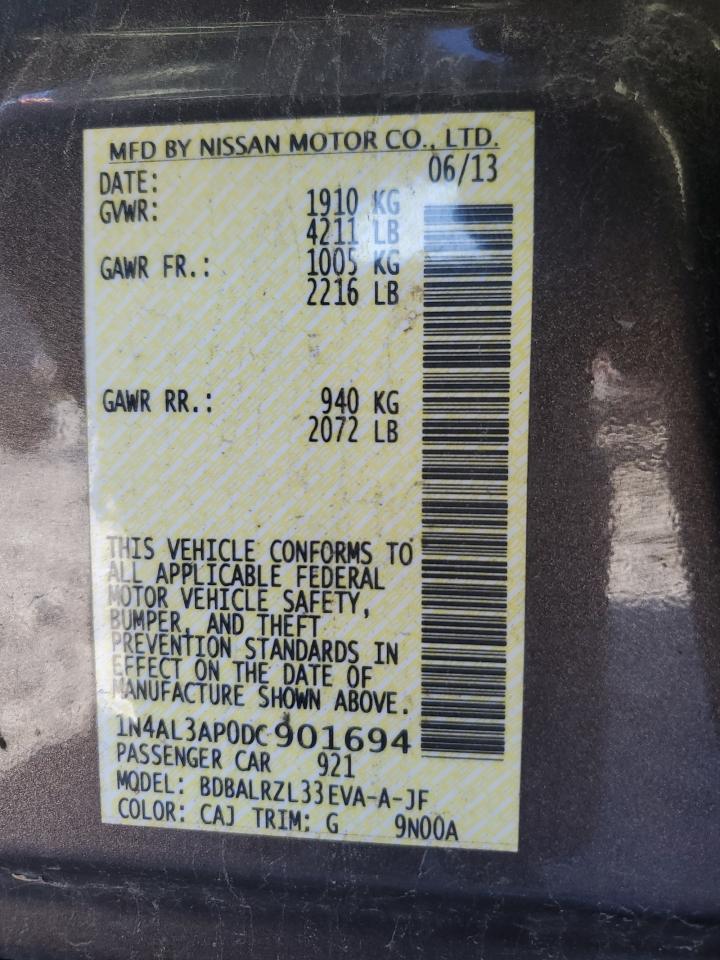 MFD BY NISSAN MOTOR CO., LTD.
DATE: 06/13
GVWR: 1910 KG
4211 LB
GAWR FR.: 1005 KG
2216 LB
GAWR RR.: 940 KG
2072 LB
THIS VEHICLE CONFORMS TO
ALL APPLICABLE FEDERAL
MOTOR VEHICLE SAFETY,
BUMPER, AND THEFT
PREVENTION STANDARDS IN
EFFECT ON THE DATE OF
MANUFACTURE SHOWN ABOVE.
1N4AL3AP0DC901694
PASSENGER CAR 921
MODEL: BDBALRZL33EVA-A-JF
COLOR: CAJ TRIM: G 9N00A